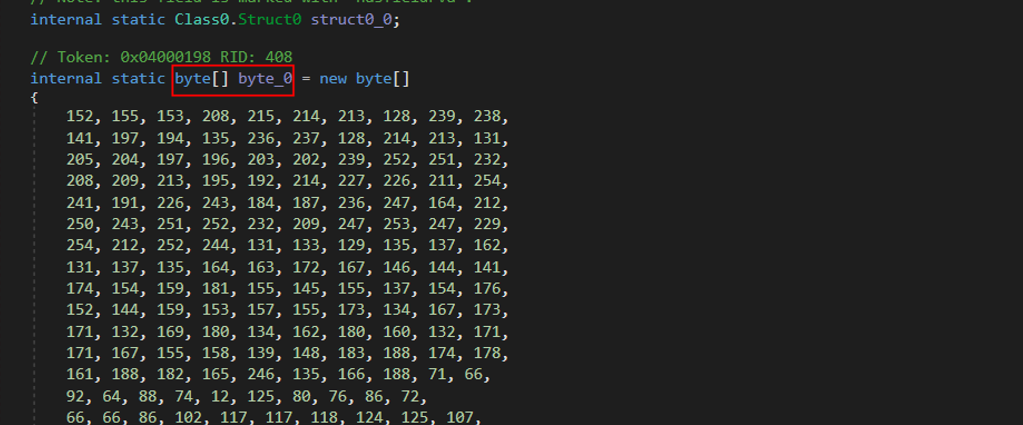 internal static Class0.Struct0 struct0_0;
// Token: 0x04000198 RID: 408
internal static byte[] byte_0 = new byte[]
{
152, 155, 153, 208, 215, 214, 213, 128, 239, 238,
141, 197, 194, 135, 236, 237, 128, 214, 213, 131,
205, 204, 197, 196, 203, 202, 239, 252, 251, 232,
208, 209, 213, 195, 192, 214, 227, 226, 211, 254,
241, 191, 226, 243, 184, 187, 236, 247, 164, 212,
250, 243, 251, 252, 232, 209, 247, 253, 247, 229,
254, 212, 252, 244, 131, 133, 129, 135, 137, 162,
131, 137, 135, 164, 163, 172, 167, 146, 144, 141,
174, 154, 159, 181, 155, 145, 155, 137, 154, 176,
152, 144, 159, 153, 157, 155, 173, 134, 167, 173,
171, 132, 169, 180, 134, 162, 180, 160, 132, 171,
171, 167, 155, 158, 139, 148, 183, 188, 174, 178,
161, 188, 182, 165, 246, 135, 166, 188, 71, 66,
92, 64, 88, 74, 12, 125, 80, 76, 86, 72,
66, 66, 86, 102, 117, 117, 118, 124, 125, 107,